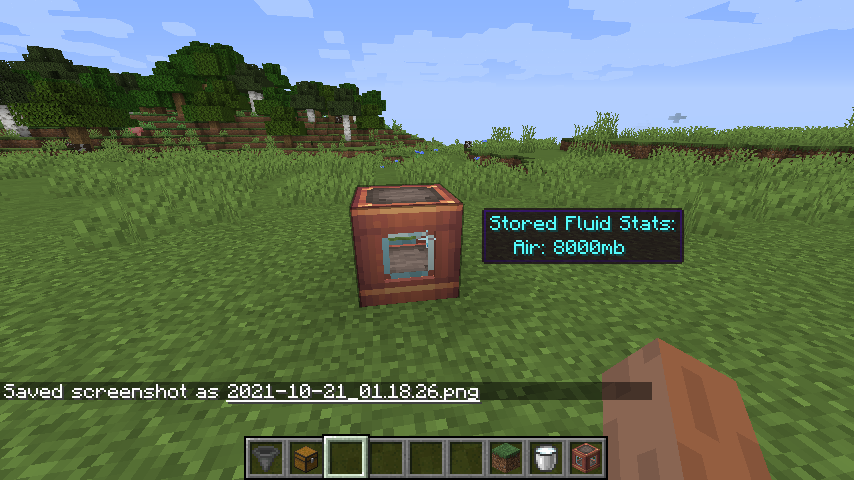 Stored Fluid Stats:
Air: 8000mb
Saved screenshot as 2021-10-21_01.18.26.png